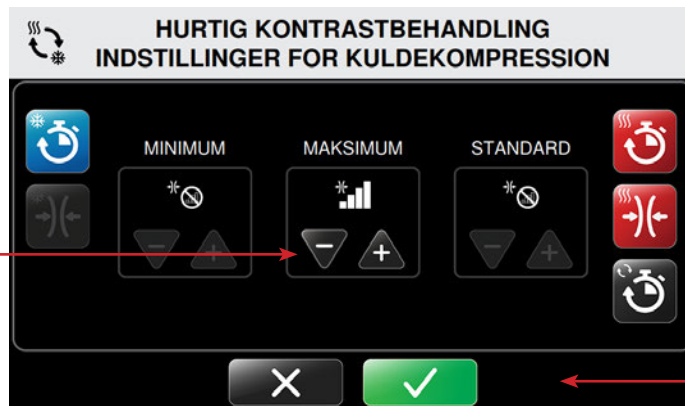 HURTIG KONTRASTBEHANDLING
INDSTILLINGER FOR KULDEKOMPRESSION
MINIMUM
MAKSIMUM
STANDARD